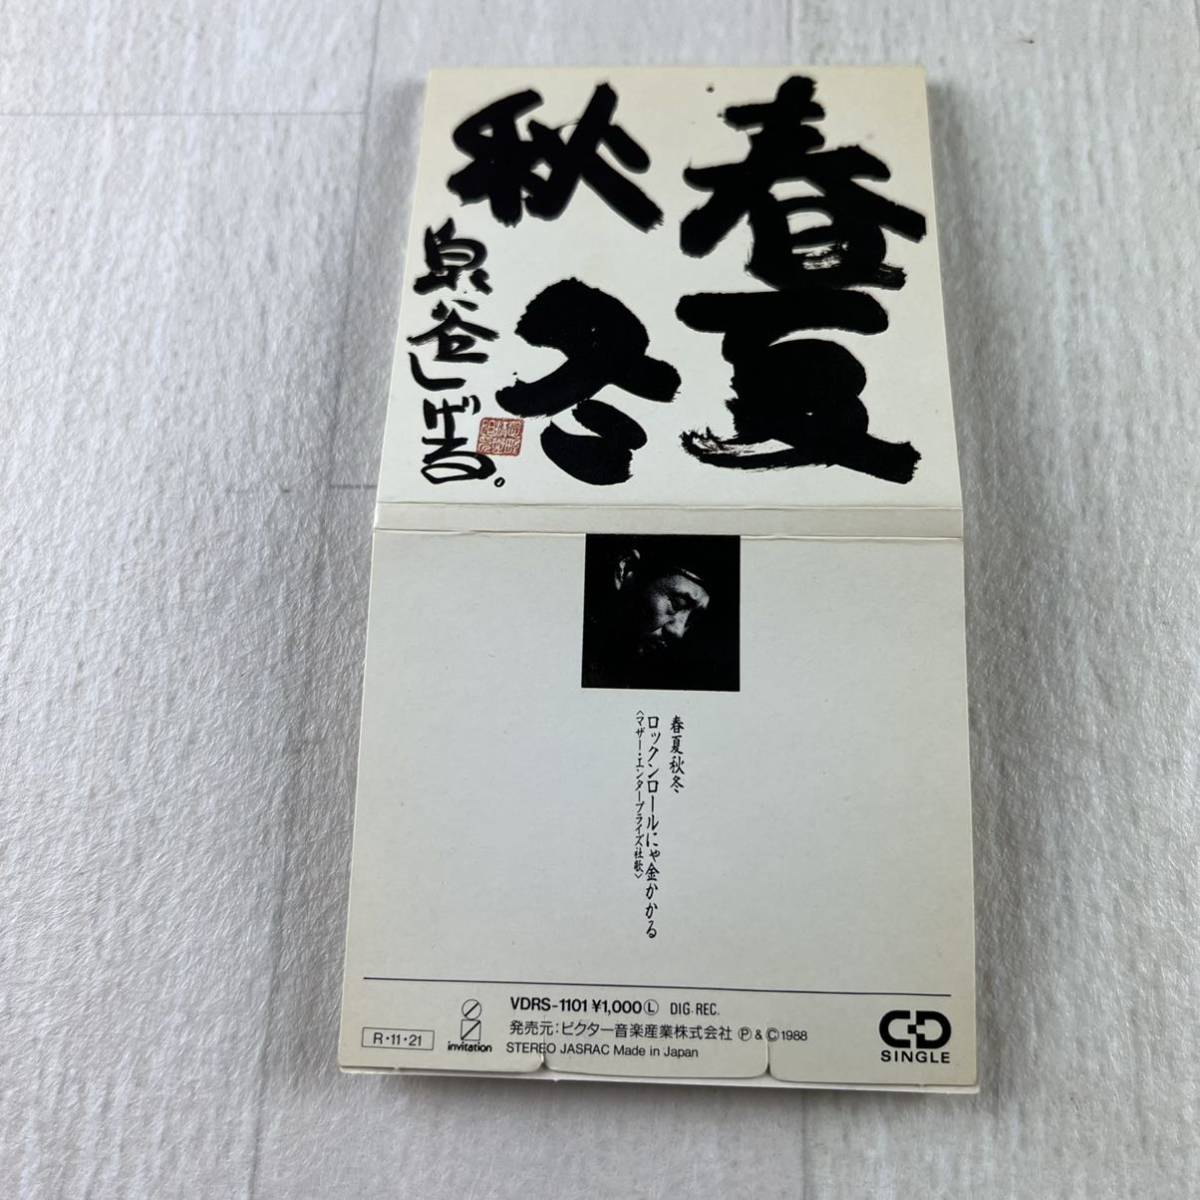 春夏
秋冬
泉谷しげる。
春夏秋冬
ロックンロールにゃ金かかる
〈マザー・エンタープライズ社歌〉
VDRS-1101 ¥1,000Ⓛ DIG. REC.
発売元:ビクター音楽産業株式会社 Ⓟ&Ⓒ1988
STEREO JASRAC Made in Japan
R・11・21
invitation
CD
SINGLE